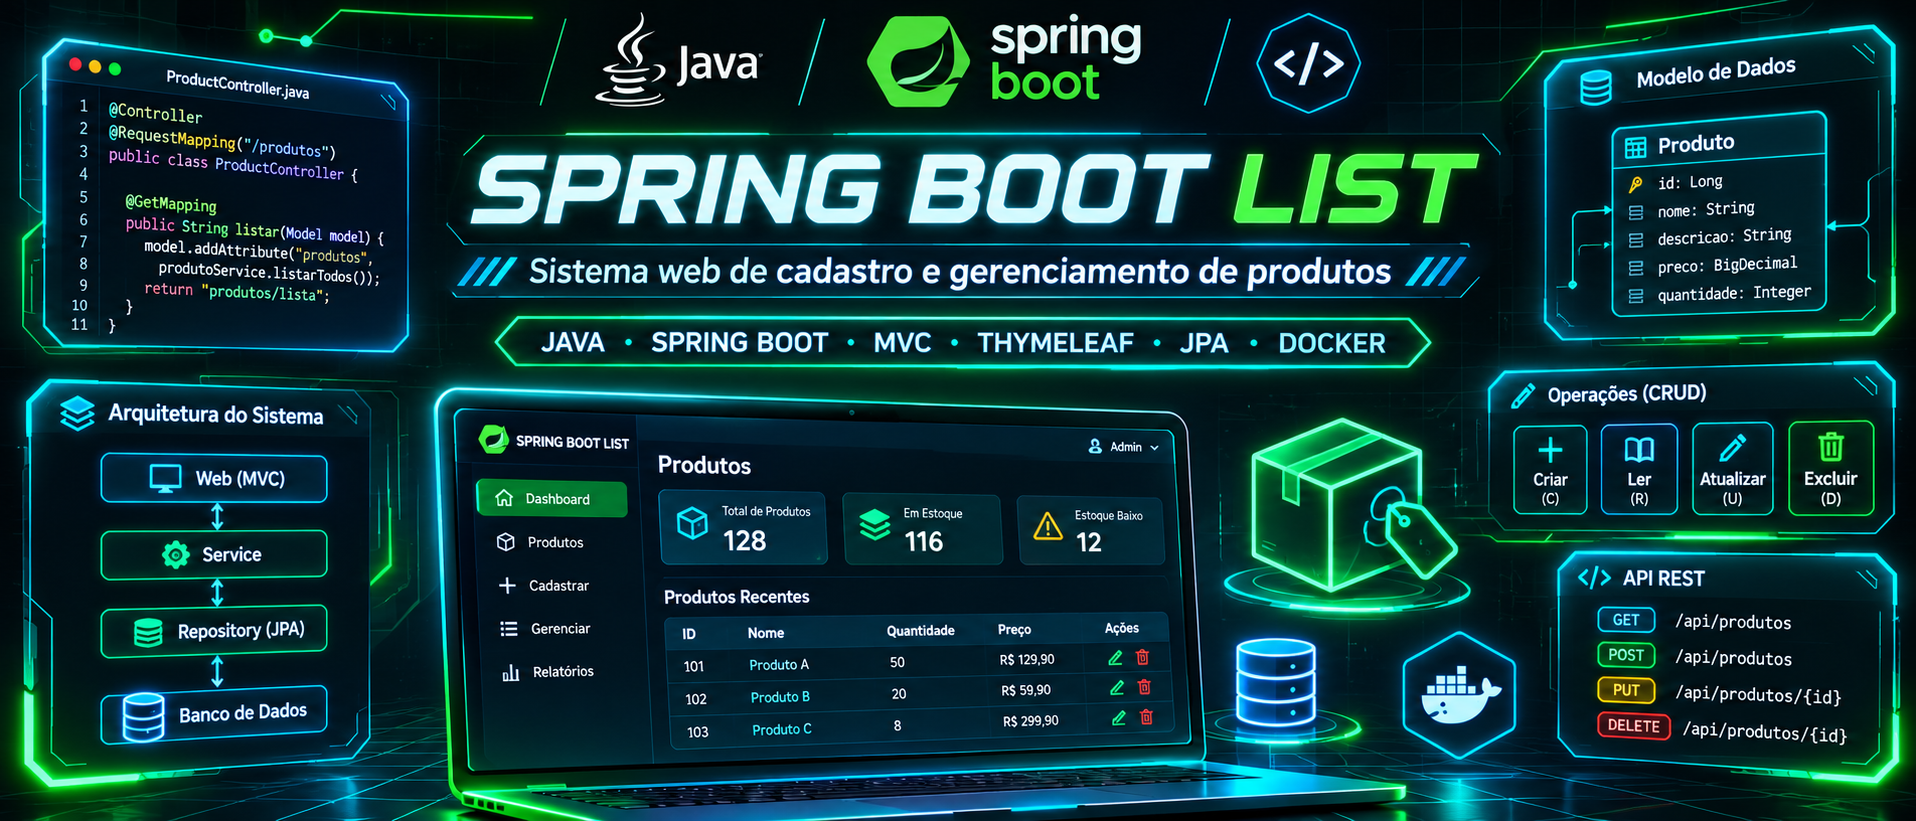 Java
spring
boot
</>
SPRING BOOT LIST
Sistema web de cadastro e gerenciamento de produtos
JAVA • SPRING BOOT • MVC • THYMELEAF • JPA • DOCKER
ProductController.java
1 @Controller
2 @RequestMapping("/produtos")
3 public class ProductController {
4
5 @GetMapping
6 public String listar(Model model) {
7 model.addAttribute("produtos",
8 produtoService.listarTodos());
9 return "produtos/lista";
10 }
11 }
Arquitetura do Sistema
Web (MVC)
Service
Repository (JPA)
Banco de Dados
SPRING BOOT LIST
Dashboard
Produtos
Cadastrar
Gerenciar
Relatórios
Admin
Produtos
Total de Produtos
128
Em Estoque
116
Estoque Baixo
12
Produtos Recentes
ID Nome Quantidade Preço Ações
101 Produto A 50 R$ 129,90
102 Produto B 20 R$ 59,90
103 Produto C 8 R$ 299,90
Modelo de Dados
Produto
id: Long
nome: String
descricao: String
preco: BigDecimal
quantidade: Integer
Operações (CRUD)
Criar
(C)
Ler
(R)
Atualizar
(U)
Excluir
(D)
</> API REST
GET /api/produtos
POST /api/produtos
PUT /api/produtos/{id}
DELETE /api/produtos/{id}